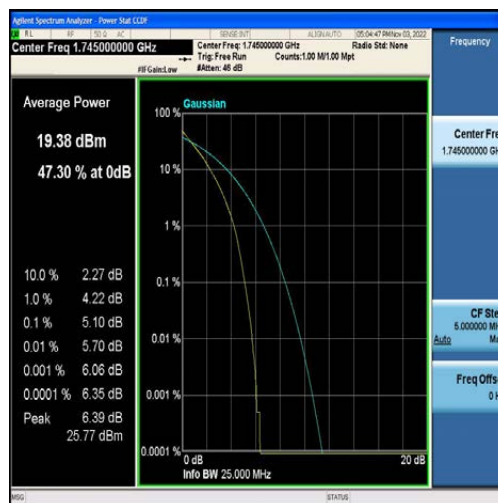 Agilent Spectrum Analyzer - Power Stat CCDF
RL RF 50 Ω AC SENSE:INT ALIGN AUTO 05:04:47 PM Nov 03, 2022
Center Freq 1.745000000 GHz
Center Freq: 1.745000000 GHz Radio Std: None
Trig: Free Run Counts:1.00 M/1.00 Mpt
#IFGain:Low #Atten: 46 dB
Frequency
Average Power
19.38 dBm
47.30 % at 0dB
10.0 % 2.27 dB
1.0 % 4.22 dB
0.1 % 5.10 dB
0.01 % 5.70 dB
0.001 % 6.06 dB
0.0001 % 6.35 dB
Peak 6.39 dB
25.77 dBm
Gaussian
100 %
10 %
1 %
0.1 %
0.01 %
0.001 %
0.0001 %
0 dB 20 dB
Info BW 25.000 MHz
Center Fre
1.745000000 GH
CF Ste
5.000000 MH
Auto Ma
Freq Offs
0 H
MSG STATUS